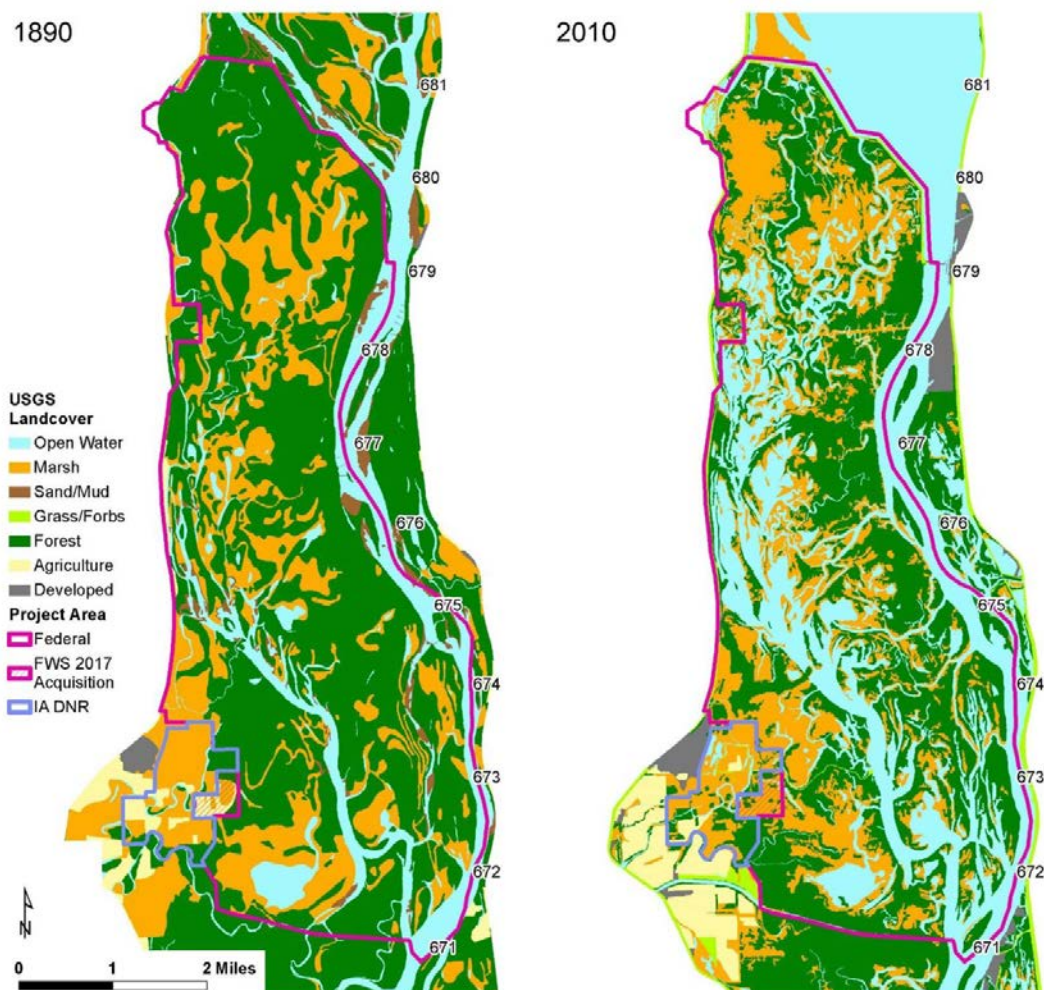 1890
681
680
679
678
677
676
675
674
673
672
671
USGS
Landcover
Open Water
Marsh
Sand/Mud
Grass/Forbs
Forest
Agriculture
Developed
Project Area
Federal
FWS 2017
Acquisition
IA DNR
N
0 1 2 Miles
2010
681
680
679
678
677
676
675
674
673
672
671